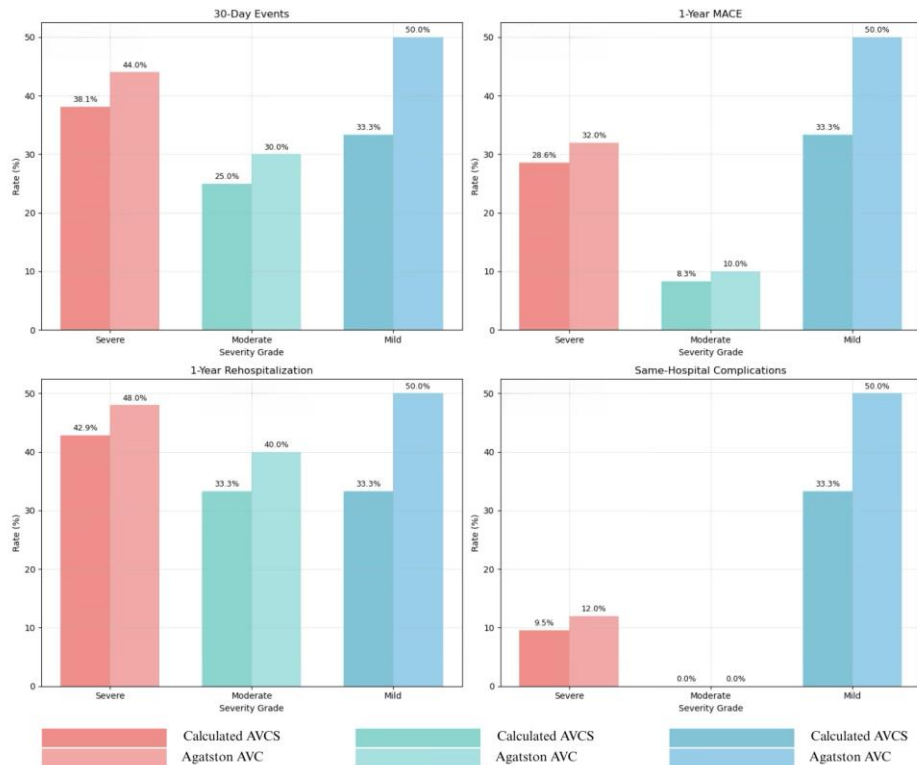 30-Day Events
Rate (%)
50
40
30
20
10
0
38.1%
44.0%
25.0%
30.0%
33.3%
50.0%
Severe
Moderate
Mild
Severity Grade
1-Year MACE
Rate (%)
50
40
30
20
10
0
28.6%
32.0%
8.3%
10.0%
33.3%
50.0%
Severe
Moderate
Mild
Severity Grade
1-Year Rehospitalization
Rate (%)
50
40
30
20
10
0
42.9%
48.0%
33.3%
40.0%
33.3%
50.0%
Severe
Moderate
Mild
Severity Grade
Same-Hospital Complications
Rate (%)
50
40
30
20
10
0
9.5%
12.0%
0.0%
0.0%
33.3%
50.0%
Severe
Moderate
Mild
Severity Grade
Calculated AVCS
Agatston AVC
Calculated AVCS
Agatston AVC
Calculated AVCS
Agatston AVC